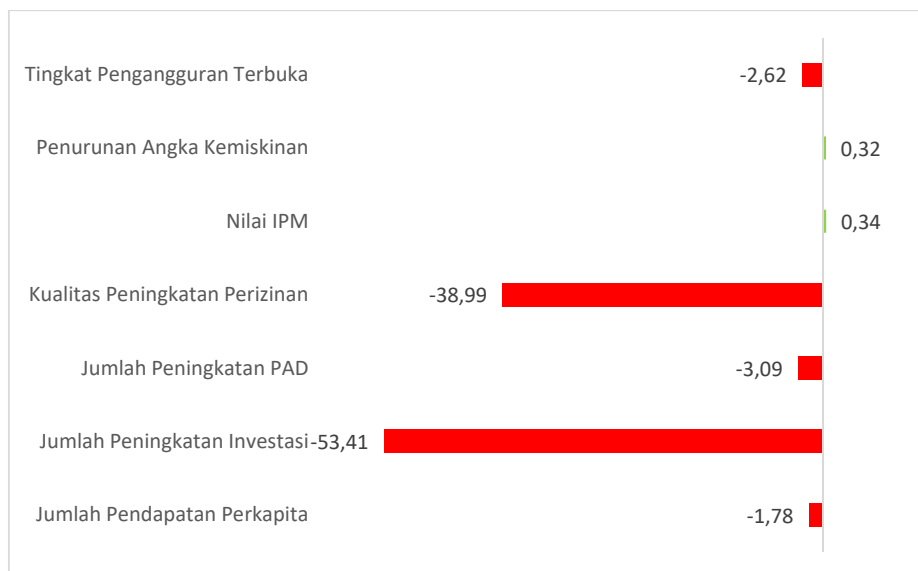 Tingkat Pengangguran Terbuka
-2,62
Penurunan Angka Kemiskinan
0,32
Nilai IPM
0,34
Kualitas Peningkatan Perizinan
-38,99
Jumlah Peningkatan PAD
-3,09
Jumlah Peningkatan Investasi
-53,41
Jumlah Pendapatan Perkapita
-1,78